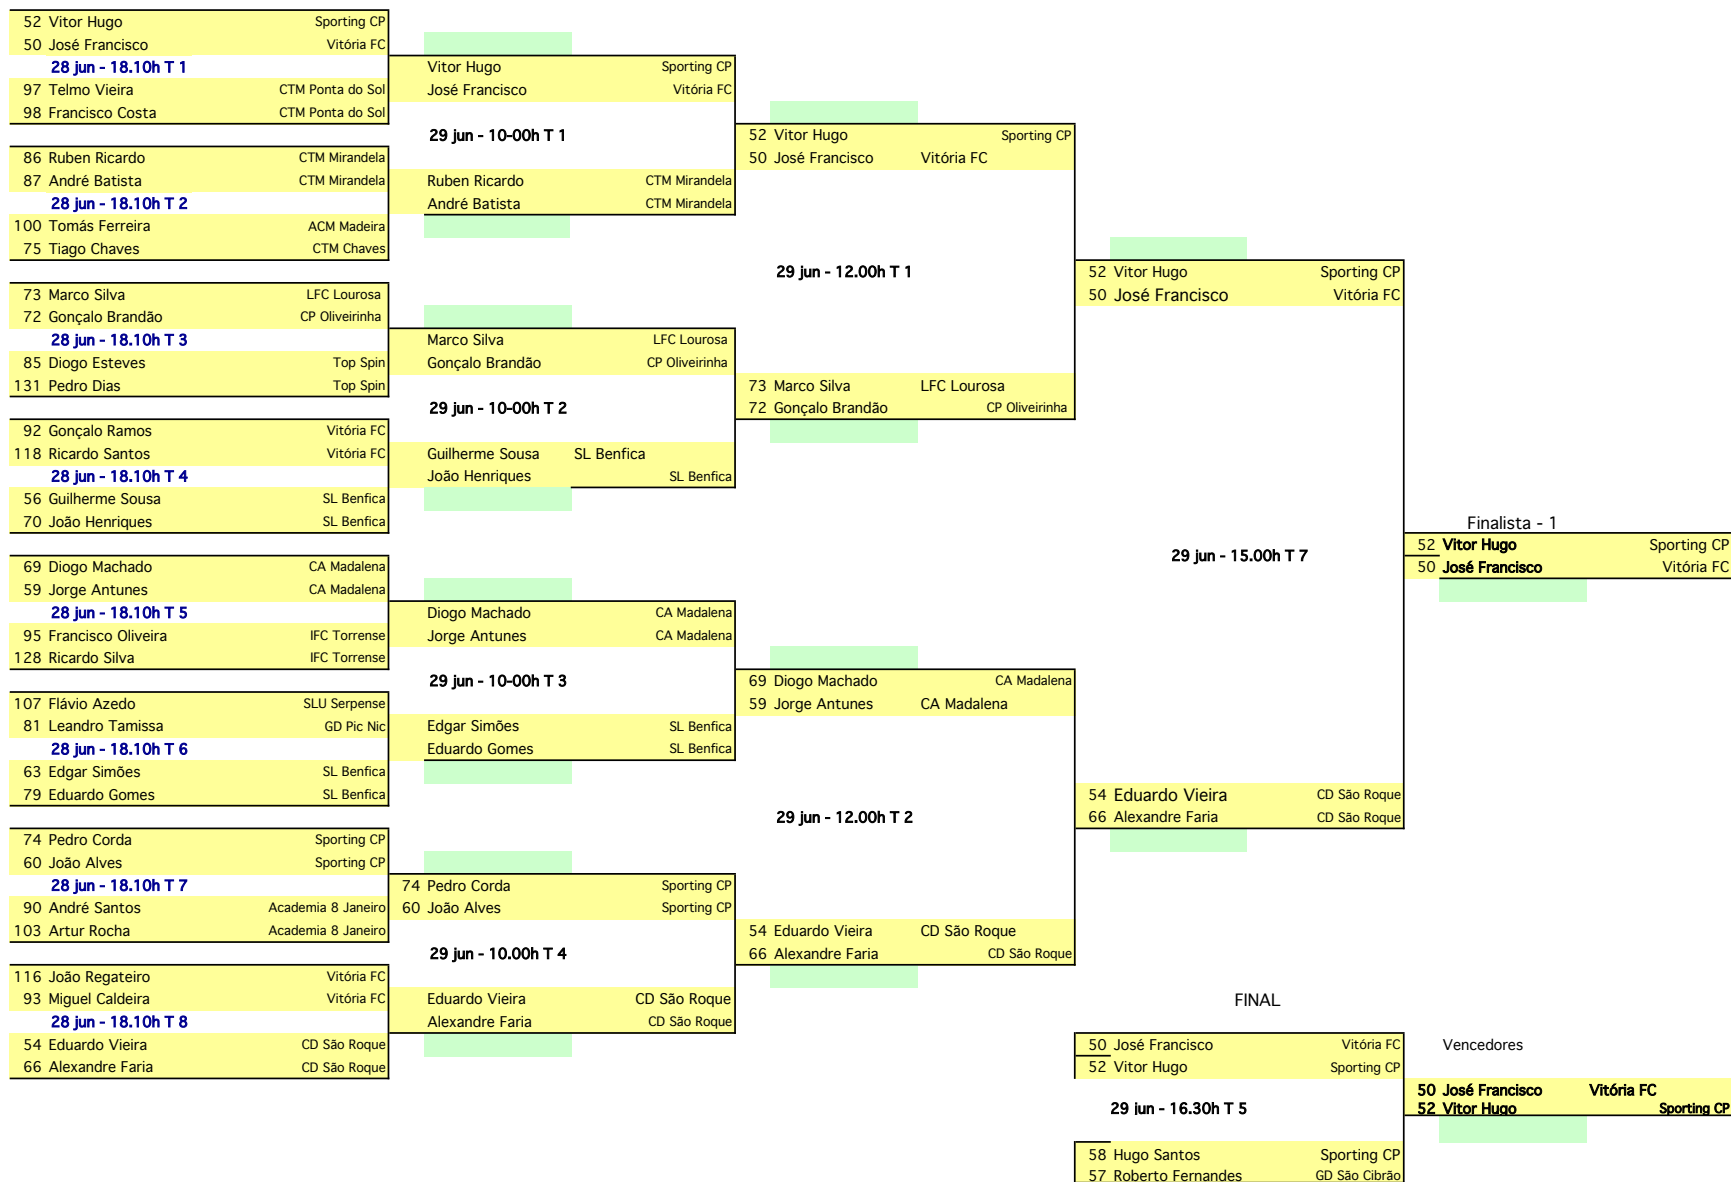 52 Vitor Hugo Sporting CP
50 José Francisco Vitória FC
28 jun - 18.10h T 1
97 Telmo Vieira CTM Ponta do Sol
98 Francisco Costa CTM Ponta do Sol
86 Ruben Ricardo CTM Mirandela
87 André Batista CTM Mirandela
28 jun - 18.10h T 2
100 Tomás Ferreira ACM Madeira
75 Tiago Chaves CTM Chaves
73 Marco Silva LFC Lourosa
72 Gonçalo Brandão CP Oliveirinha
28 jun - 18.10h T 3
85 Diogo Esteves Top Spin
131 Pedro Dias Top Spin
92 Gonçalo Ramos Vitória FC
118 Ricardo Santos Vitória FC
28 jun - 18.10h T 4
56 Guilherme Sousa SL Benfica
70 João Henriques SL Benfica
69 Diogo Machado CA Madalena
59 Jorge Antunes CA Madalena
28 jun - 18.10h T 5
95 Francisco Oliveira IFC Torrense
128 Ricardo Silva IFC Torrense
107 Flávio Azedo SLU Serpense
81 Leandro Tamissa GD Pic Nic
28 jun - 18.10h T 6
63 Edgar Simões SL Benfica
79 Eduardo Gomes SL Benfica
74 Pedro Corda Sporting CP
60 João Alves Sporting CP
28 jun - 18.10h T 7
90 André Santos Academia 8 Janeiro
103 Artur Rocha Academia 8 Janeiro
116 João Regateiro Vitória FC
93 Miguel Caldeira Vitória FC
28 jun - 18.10h T 8
54 Eduardo Vieira CD São Roque
66 Alexandre Faria CD São Roque
Vitor Hugo Sporting CP
José Francisco Vitória FC
29 jun - 10-00h T 1
Ruben Ricardo CTM Mirandela
André Batista CTM Mirandela
Marco Silva LFC Lourosa
Gonçalo Brandão CP Oliveirinha
29 jun - 10-00h T 2
Guilherme Sousa SL Benfica
João Henriques SL Benfica
Diogo Machado CA Madalena
Jorge Antunes CA Madalena
29 jun - 10-00h T 3
Edgar Simões SL Benfica
Eduardo Gomes SL Benfica
74 Pedro Corda Sporting CP
60 João Alves Sporting CP
29 jun - 10.00h T 4
Eduardo Vieira CD São Roque
Alexandre Faria CD São Roque
52 Vitor Hugo Sporting CP
50 José Francisco Vitória FC
29 jun - 12.00h T 1
73 Marco Silva LFC Lourosa
72 Gonçalo Brandão CP Oliveirinha
69 Diogo Machado CA Madalena
59 Jorge Antunes CA Madalena
29 jun - 12.00h T 2
54 Eduardo Vieira CD São Roque
66 Alexandre Faria CD São Roque
52 Vitor Hugo Sporting CP
50 José Francisco Vitória FC
29 jun - 15.00h T 7
54 Eduardo Vieira CD São Roque
66 Alexandre Faria CD São Roque
Finalista - 1
52 Vitor Hugo Sporting CP
50 José Francisco Vitória FC
FINAL
50 José Francisco Vitória FC
52 Vitor Hugo Sporting CP
29 jun - 16.30h T 5
58 Hugo Santos Sporting CP
57 Roberto Fernandes GD São Cibrão
Vencedores
50 José Francisco Vitória FC
52 Vitor Hugo Sporting CP